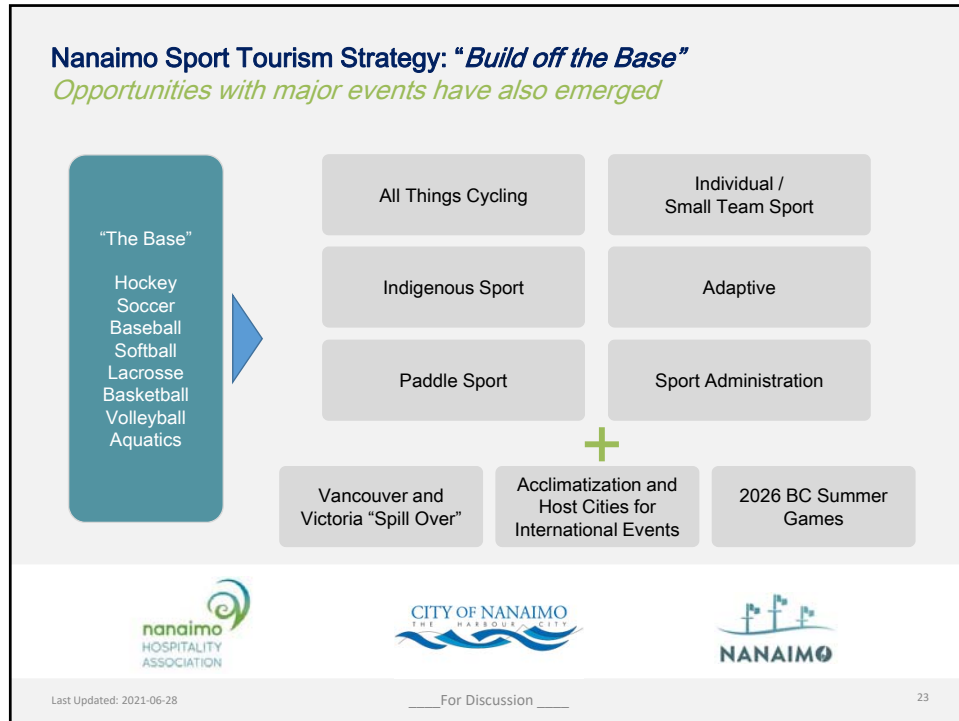 Nanaimo Sport Tourism Strategy: “Build off the Base”
Opportunities with major events have also emerged
“The Base”
Hockey
Soccer
Baseball
Softball
Lacrosse
Basketball
Volleyball
Aquatics
All Things Cycling
Individual /
Small Team Sport
Indigenous Sport
Adaptive
Paddle Sport
Sport Administration
+
Vancouver and
Victoria “Spill Over”
Acclimatization and
Host Cities for
International Events
2026 BC Summer
Games
nanaimo
HOSPITALITY
ASSOCIATION
CITY OF NANAIMO
THE HARBOUR CITY
NANAIMO
Last Updated: 2021-06-28
____For Discussion ____
23